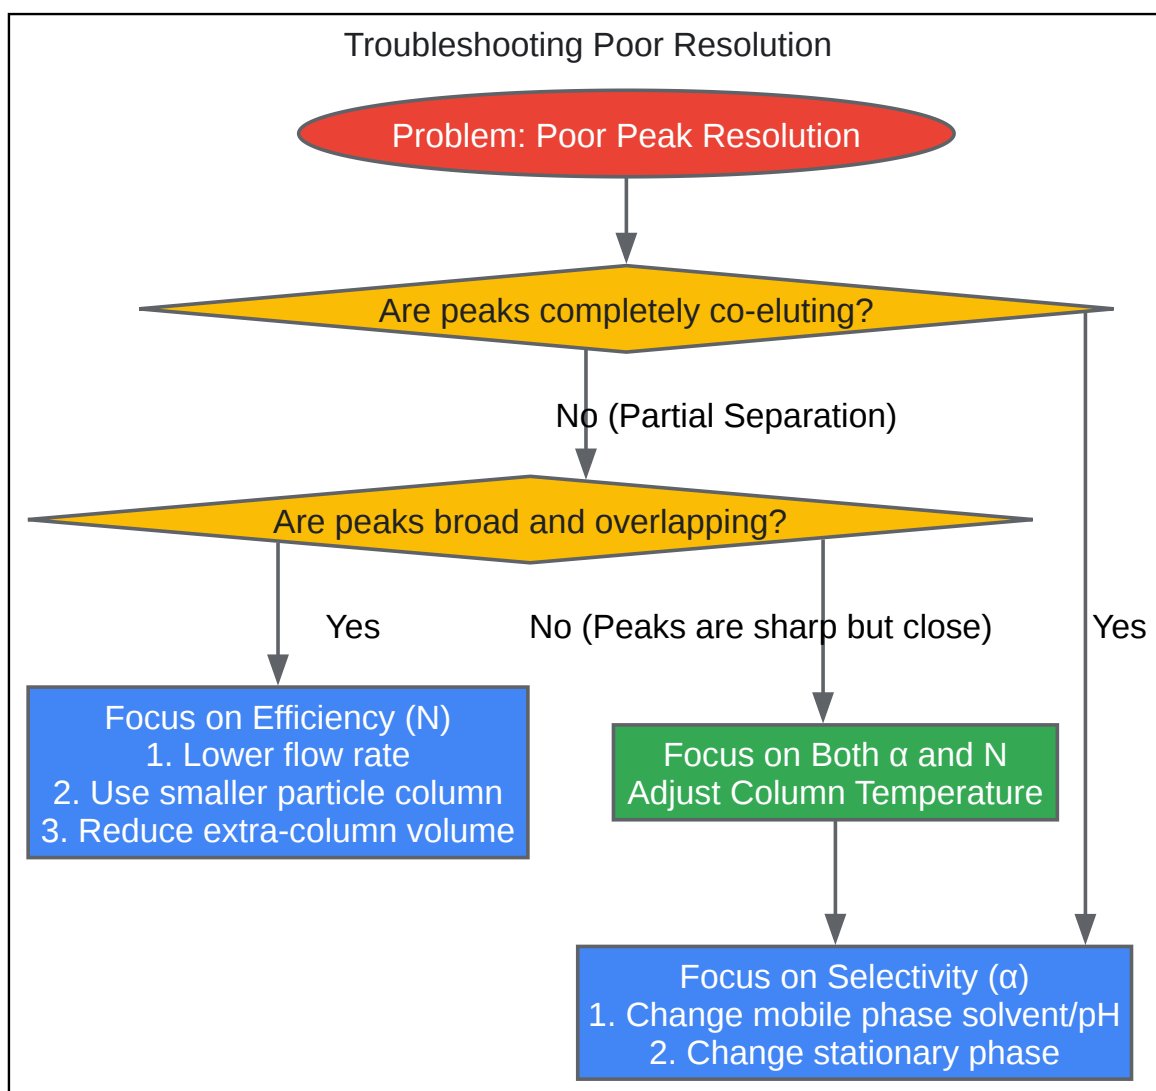 Troubleshooting Poor Resolution
Problem: Poor Peak Resolution
Are peaks completely co-eluting?
No (Partial Separation)
Are peaks broad and overlapping?
Yes
No (Peaks are sharp but close)
Yes
Focus on Efficiency (N)
1. Lower flow rate
2. Use smaller particle column
3. Reduce extra-column volume
Focus on Both α and N
Adjust Column Temperature
Focus on Selectivity (α)
1. Change mobile phase solvent/pH
2. Change stationary phase